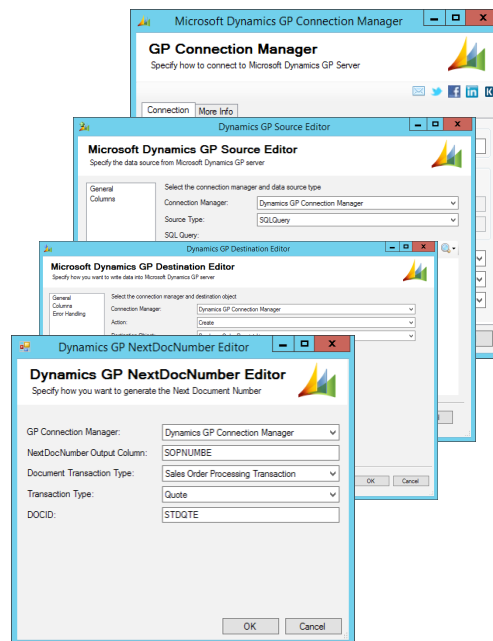 Microsoft Dynamics GP Connection Manager
GP Connection Manager
Specify how to connect to Microsoft Dynamics GP Server
Connection
More Info
Dynamics GP Source Editor
Microsoft Dynamics GP Source Editor
Specify the data source from Microsoft Dynamics GP server
General
Columns
Select the connection manager and data source type
Connection Manager:
Dynamics GP Connection Manager
Source Type:
SQLQuery
SQL Query:
Dynamics GP Destination Editor
Microsoft Dynamics GP Destination Editor
Specify how you want to write data into Microsoft Dynamics GP server
General
Columns
Error Handling
Select the connection manager and destination object
Connection Manager:
Dynamics GP Connection Manager
Action:
Create
OK
Cancel
Dynamics GP NextDocNumber Editor
Dynamics GP NextDocNumber Editor
Specify how you want to generate the Next Document Number
GP Connection Manager:
Dynamics GP Connection Manager
NextDocNumber Output Column:
SOPNUMBE
Document Transaction Type:
Sales Order Processing Transaction
Transaction Type:
Quote
DOCID:
STDQTE
OK
Cancel